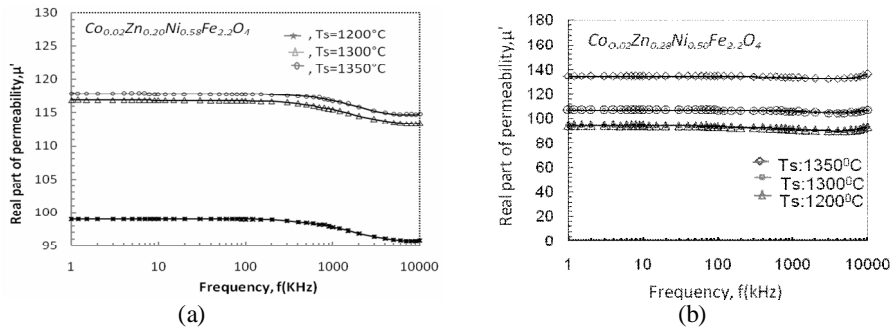 (a)
Real part of permeability,µ'
130
125
120
115
110
105
100
95
Co0.02Zn0.20Ni0.58Fe2.2O4
, Ts=1200°C
, Ts=1300°C
, Ts=1350°C
1 10 100 1000 10000
Frequency, f(KHz)
(a)
Real part of permeability,µ'
180
160
140
120
100
80
60
40
20
0
Co0.02Zn0.28Ni0.50Fe2.2O4
Ts:1350⁰C
Ts:1300⁰C
Ts:1200⁰C
1 10 100 1000 10000
Frequency, f(kHz)
(b)